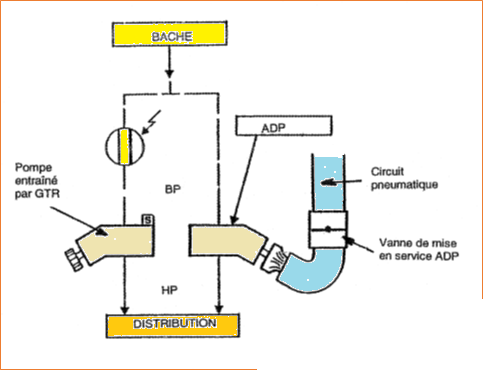 BACHE
ADP
Pompe
entraîné
par GTR
BP
S
Circuit
pneumatique
Vanne de mise
en service ADP
HP
DISTRIBUTION